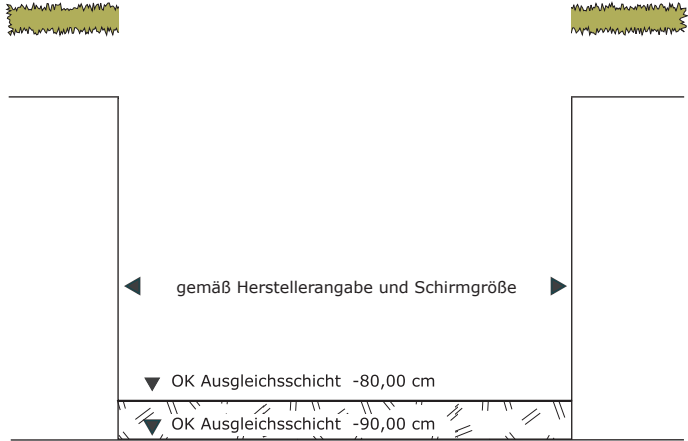 gemäß Herstellerangabe und Schirmgröße
OK Ausgleichsschicht -80,00 cm
OK Ausgleichsschicht -90,00 cm